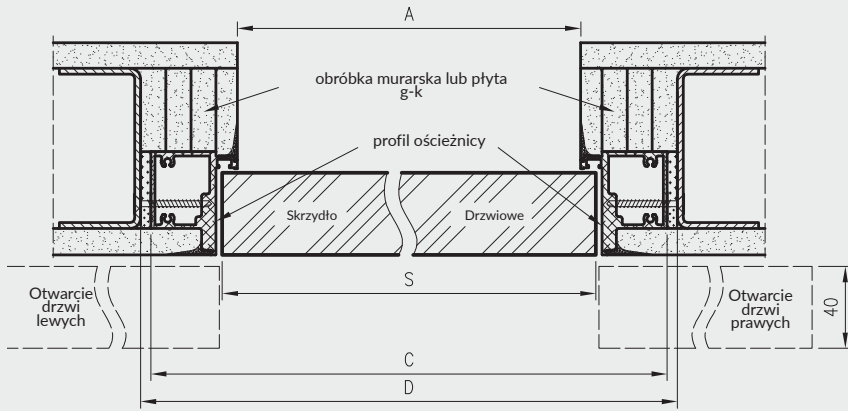 A
obróbka murarska lub płyta
g-k
profil ościeżnicy
Skrzydło
Drzwiowe
S
Otwarcie
drzwi
lewych
Otwarcie
drzwi
prawych
40
C
D